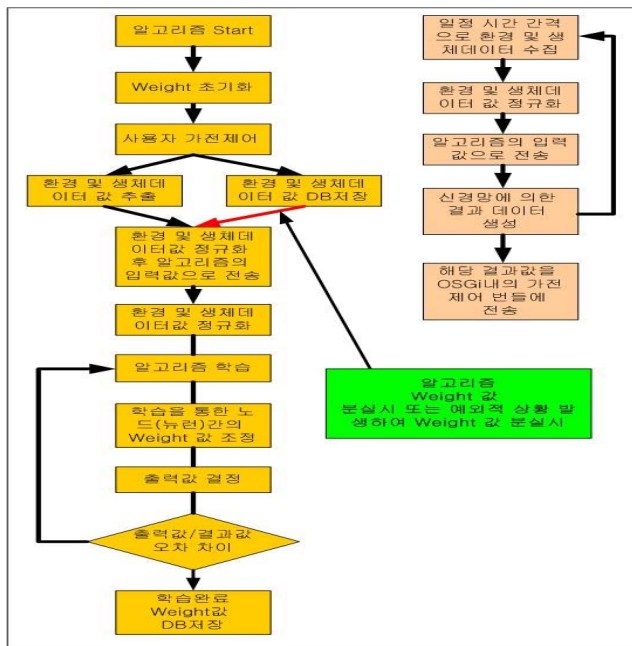 알고리즘 Start
Weight 초기화
사용자 가전제어
환경 및 생체데
이터 값 추출
환경 및 생체데
이터 값 DB저장
환경 및 생체데
이터값 정규화
후 알고리즘의
입력값으로 전송
환경 및 생체데
이터값 정규화
알고리즘 학습
학습을 통한 노
드(뉴런)간의
Weight 값 조정
출력값 결정
출력값/결과값
오차 차이
학습완료
Weight값
DB저장
일정 시간 간격
으로 환경 및 생
체데이터 수집
환경 및 생체데
이터 값 정규화
알고리즘의 입력
값으로 전송
신경망에 의한
결과 데이터
생성
해당 결과값을
OSGi내의 가전
제어 번들에
전송
알고리즘
Weight 값
분실시 또는 예외적 상황 발
생하여 Weight 값 분실시